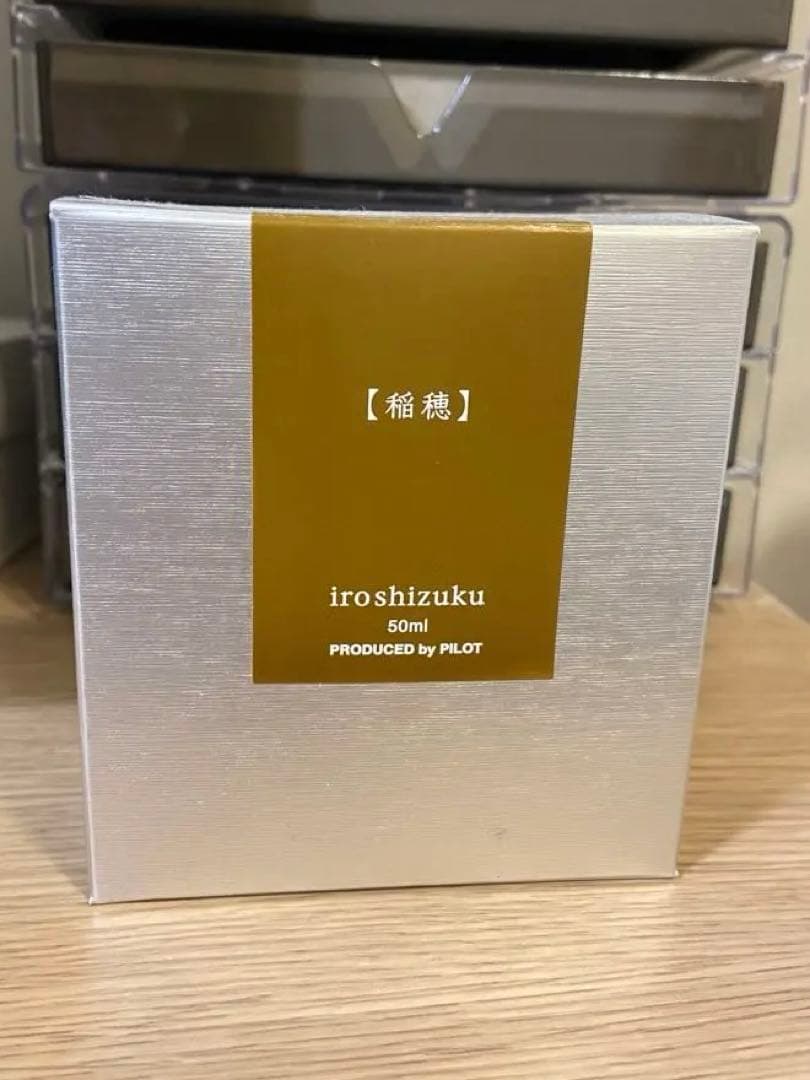 【稲穂】
iroshizuku
50ml
PRODUCED by PILOT